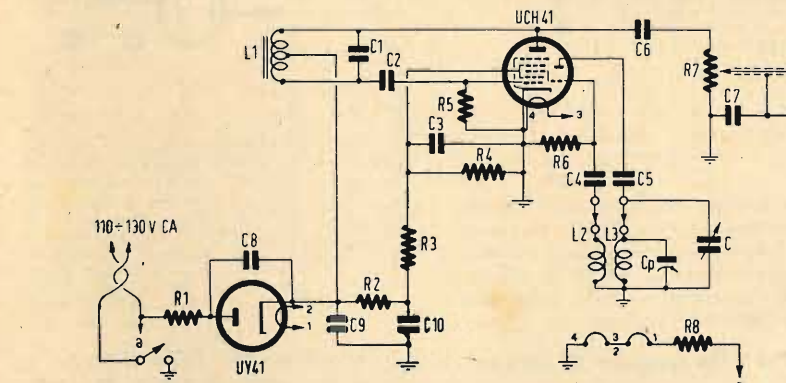 UCH41
L1
C1
C2
C6
R7
C7
R5
4
3
C3
R6
R4
C4
C5
110÷130 V CA
C8
R3
L2
L3
Cp
C
R1
R2
2
1
C9
C10
a
UY41
4
3
2
1
R8